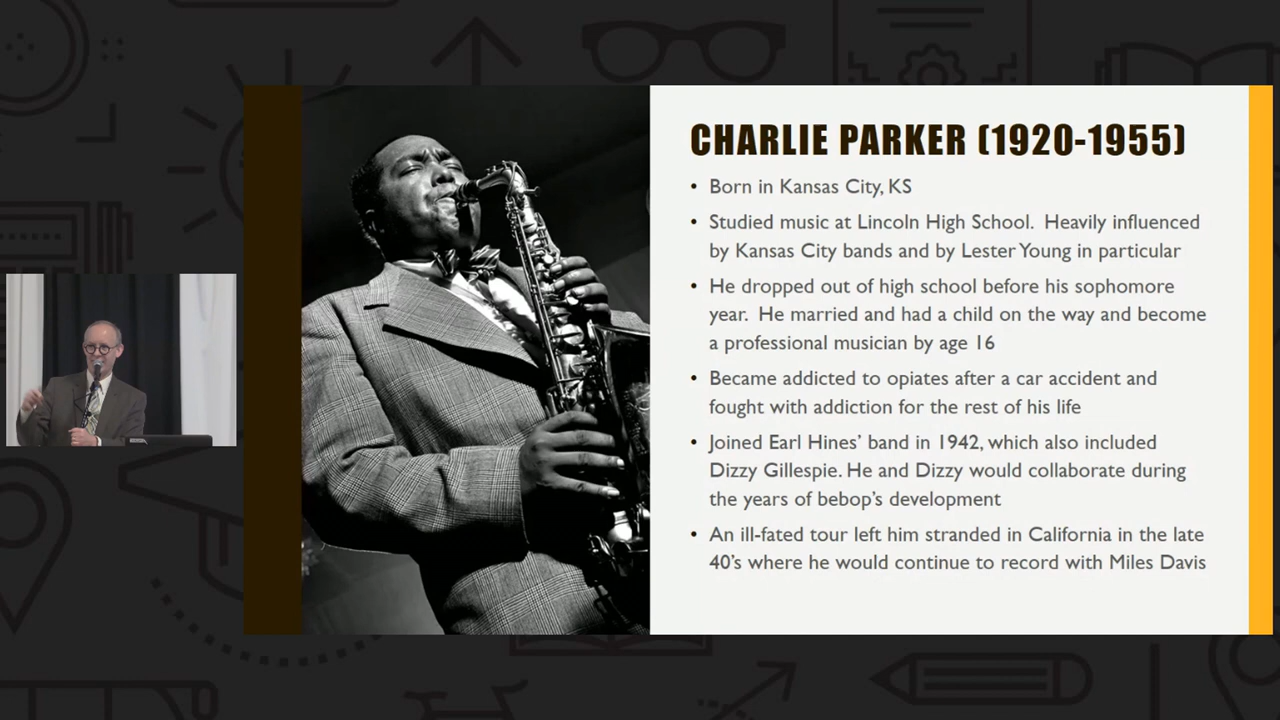 CHARLIE PARKER (1920-1955)
• Born in Kansas City, KS
• Studied music at Lincoln High School. Heavily influenced
by Kansas City bands and by Lester Young in particular
• He dropped out of high school before his sophomore
year. He married and had a child on the way and become
a professional musician by age 16
• Became addicted to opiates after a car accident and
fought with addiction for the rest of his life
• Joined Earl Hines’ band in 1942, which also included
Dizzy Gillespie. He and Dizzy would collaborate during
the years of bebop’s development
• An ill-fated tour left him stranded in California in the late
40’s where he would continue to record with Miles Davis